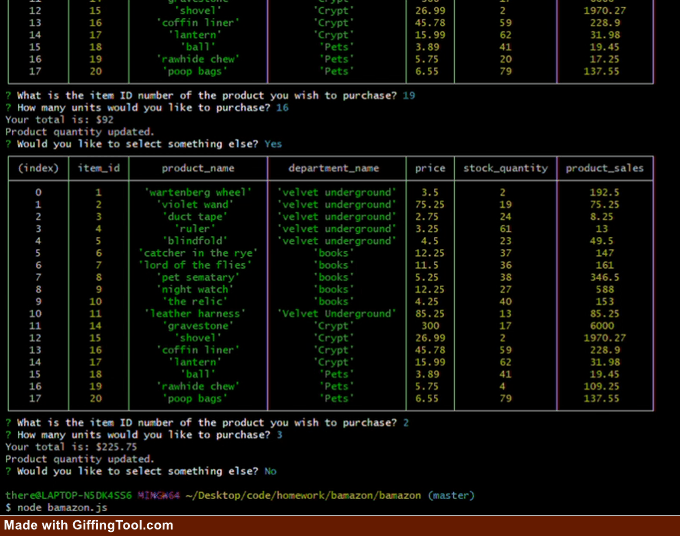 12 15 'shovel' 'Crypt' 26.99 2 1970.27
13 16 'coffin liner' 'Crypt' 45.78 59 228.9
14 17 'lantern' 'Crypt' 15.99 62 31.98
15 18 'ball' 'Pets' 3.89 41 19.45
16 19 'rawhide chew' 'Pets' 5.75 20 17.25
17 20 'poop bags' 'Pets' 6.55 79 137.55
? What is the item ID number of the product you wish to purchase? 19
? How many units would you like to purchase? 16
Your total is: $92
Product quantity updated.
? Would you like to select something else? Yes
(index) item_id product_name department_name price stock_quantity product_sales
0 1 'wartenberg wheel' 'velvet underground' 3.5 2 192.5
1 2 'violet wand' 'velvet underground' 75.25 19 75.25
2 3 'duct tape' 'velvet underground' 2.75 24 8.25
3 4 'ruler' 'velvet underground' 3.25 61 13
4 5 'blindfold' 'velvet underground' 4.5 23 49.5
5 6 'catcher in the rye' 'books' 12.25 37 147
6 7 'lord of the flies' 'books' 11.5 36 161
7 8 'pet sematary' 'books' 5.25 38 346.5
8 9 'night watch' 'books' 12.25 27 588
9 10 'the relic' 'books' 4.25 40 153
10 11 'leather harness' 'Velvet Underground' 85.25 13 85.25
11 14 'gravestone' 'Crypt' 300 17 6000
12 15 'shovel' 'Crypt' 26.99 2 1970.27
13 16 'coffin liner' 'Crypt' 45.78 59 228.9
14 17 'lantern' 'Crypt' 15.99 62 31.98
15 18 'ball' 'Pets' 3.89 41 19.45
16 19 'rawhide chew' 'Pets' 5.75 4 109.25
17 20 'poop bags' 'Pets' 6.55 79 137.55
? What is the item ID number of the product you wish to purchase? 2
? How many units would you like to purchase? 3
Your total is: $225.75
Product quantity updated.
? Would you like to select something else? No
there@LAPTOP-N5DK4SS6 MINGW64 ~/Desktop/code/homework/bamazon/bamazon (master)
$ node bamazon.js
Made with GiffingTool.com